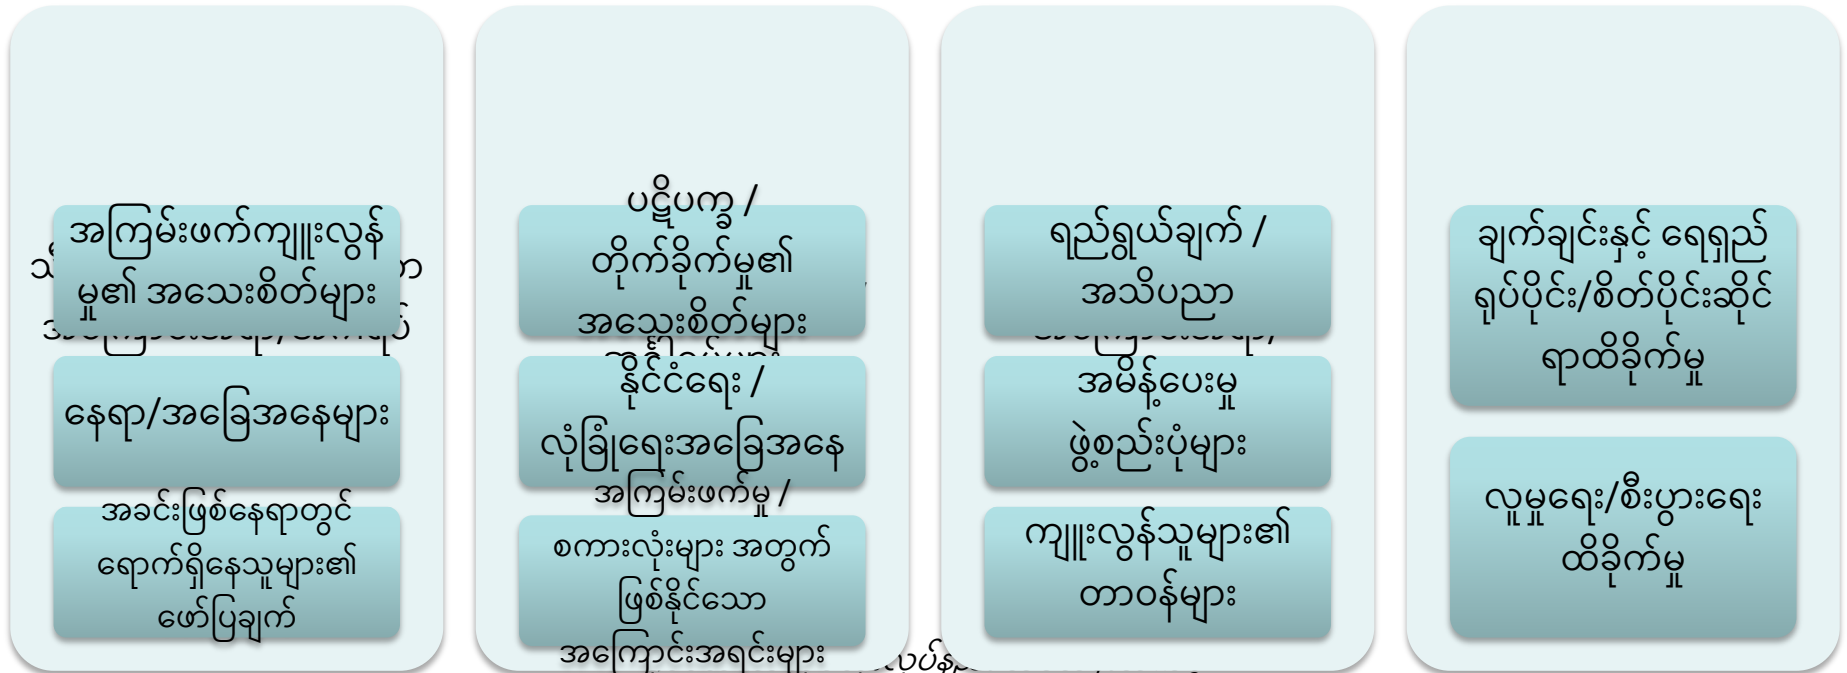 အကြမ်းဖက်ကျူးလွန်
မှု၏ အသေးစိတ်များ
နေရာ/အခြေအနေများ
အခင်းဖြစ်နေရာတွင်
ရောက်ရှိနေသူများ၏
ဖော်ပြချက်
ပဋိပက္ခ /
တိုက်ခိုက်မှု၏
အသေးစိတ်များ
နိုင်ငံရေး /
လုံခြုံရေးအခြေအနေ
အကြမ်းဖက်မှု /
စကားလုံးများ အတွက်
ဖြစ်နိုင်သော
အကြောင်းအရင်းများ
ရည်ရွယ်ချက် /
အသိပညာ
အမိန့်ပေးမှု
ဖွဲ့စည်းပုံများ
ကျူးလွန်သူများ၏
တာဝန်များ
ချက်ချင်းနှင့် ရေရှည်
ရုပ်ပိုင်း/စိတ်ပိုင်းဆိုင်
ရာထိခိုက်မှု
လူမှုရေး/စီးပွားရေး
ထိခိုက်မှု